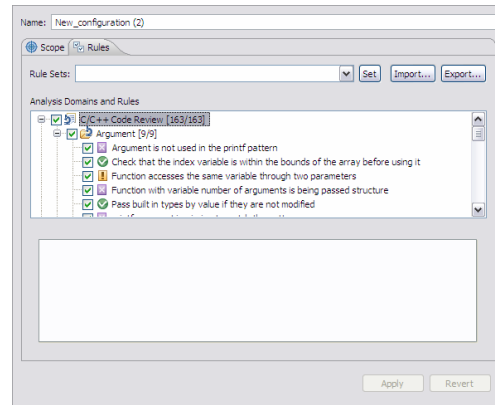 Name: New_configuration (2)
Scope Rules
Rule Sets: Set Import... Export...
Analysis Domains and Rules
C/C++ Code Review [163/163]
Argument [9/9]
Argument is not used in the printf pattern
Check that the index variable is within the bounds of the array before using it
Function accesses the same variable through two parameters
Function with variable number of arguments is being passed structure
Pass built in types by value if they are not modified
Apply Revert